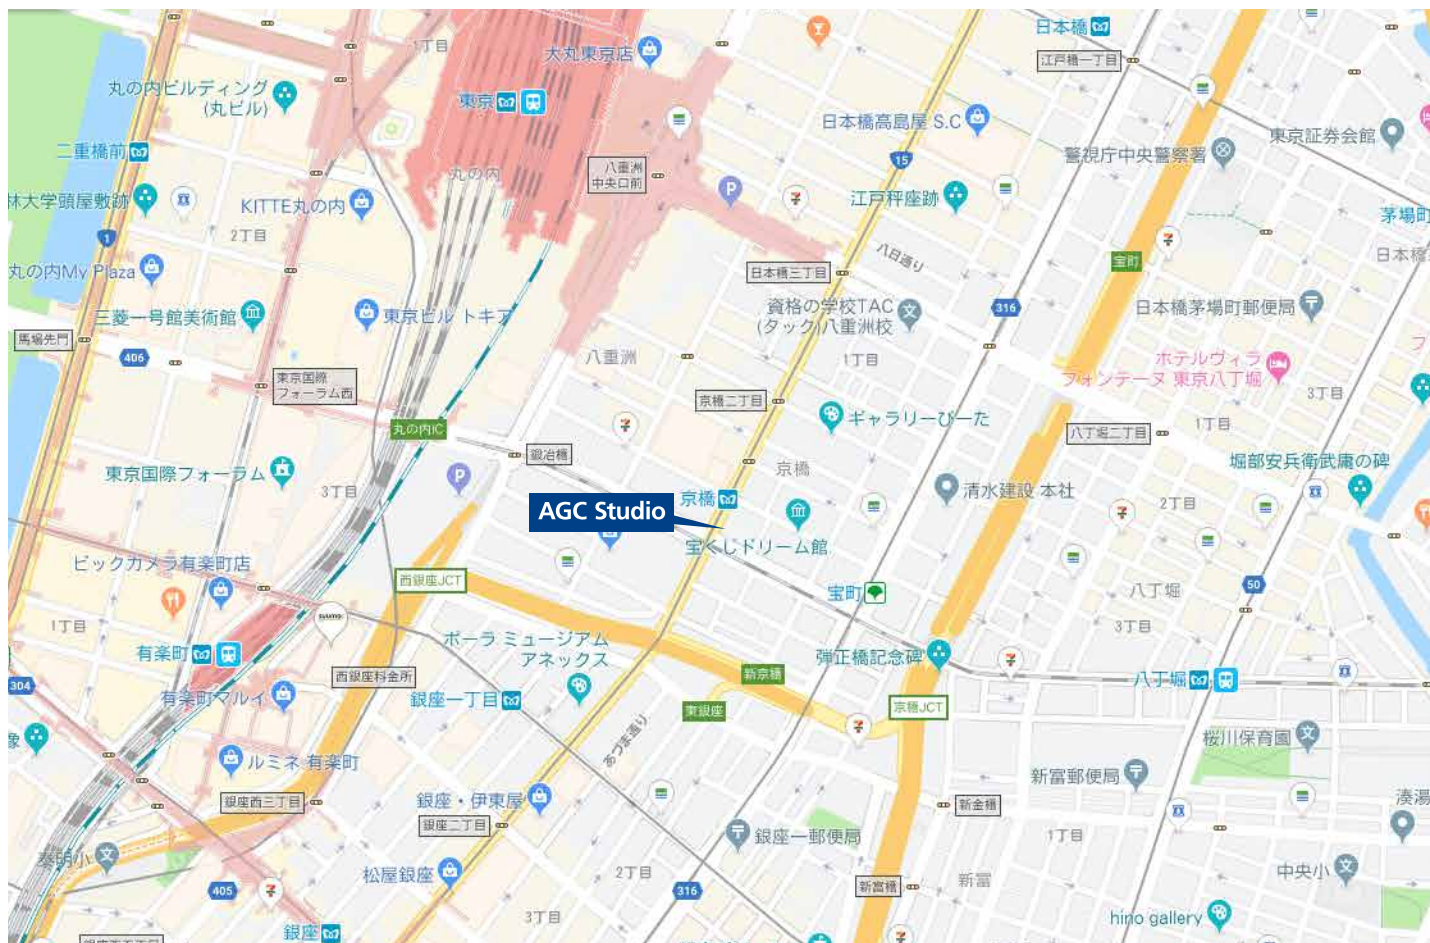 日本橋
江戸橋一丁目
1丁目
大丸東京店
丸の内ビルディング
(丸ビル)
東京
日本橋高島屋 S.C
東京証券会館
二重橋前
丸の内
八重洲
中央口前
P
15
警視庁中央警察署
林大学頭屋敷跡
KITTE丸の内
江戸秤座跡
茅場町
1
2丁目
八日通り
宝町
丸の内My Plaza
日本橋三丁目
三菱一号館美術館
東京ビル トキア
資格の学校TAC
(タック)八重洲校
316
日本橋茅場町郵便局
馬場先門
406
八重洲
1丁目
ホテルヴィラ
フォンテーヌ 東京八丁堀
東京国際
フォーラム西
京橋二丁目
3丁目
丸の内IC
ギャラリーびーた
八丁堀二丁目
1丁目
鍛冶橋
京橋
堀部安兵衛武庸の碑
東京国際フォーラム
3丁目
P
清水建設 本社
2丁目
AGC Studio
京橋
宝くじドリーム館
ビックカメラ有楽町店
西銀座JCT
宝町
八丁堀
50
1丁目
suumo
3丁目
有楽町
ポーラ ミュージアム
アネックス
弾正橋記念碑
新京橋
西銀座料金所
304
有楽町マルイ
銀座一丁目
東銀座
京橋JCT
八丁堀
象
あづま通り
桜川保育園
ルミネ 有楽町
新富郵便局
銀座西三丁目
銀座・伊東屋
新金橋
湊湯
銀座二丁目
銀座一郵便局
1丁目
泰明小
文
松屋銀座
2丁目
中央小
文
405
316
新富橋
新富
3丁目
hino gallery
銀座